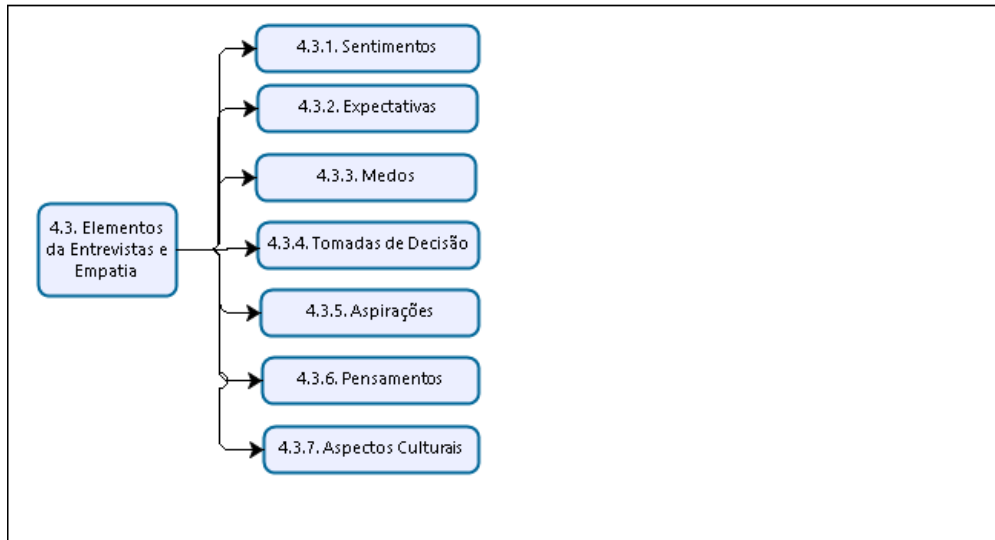 4.3.1. Sentimentos
4.3.2. Expectativas
4.3.3. Medos
4.3. Elementos
da Entrevistas e
Empatia
4.3.4. Tomadas de Decisão
4.3.5. Aspirações
4.3.6. Pensamentos
4.3.7. Aspectos Culturais